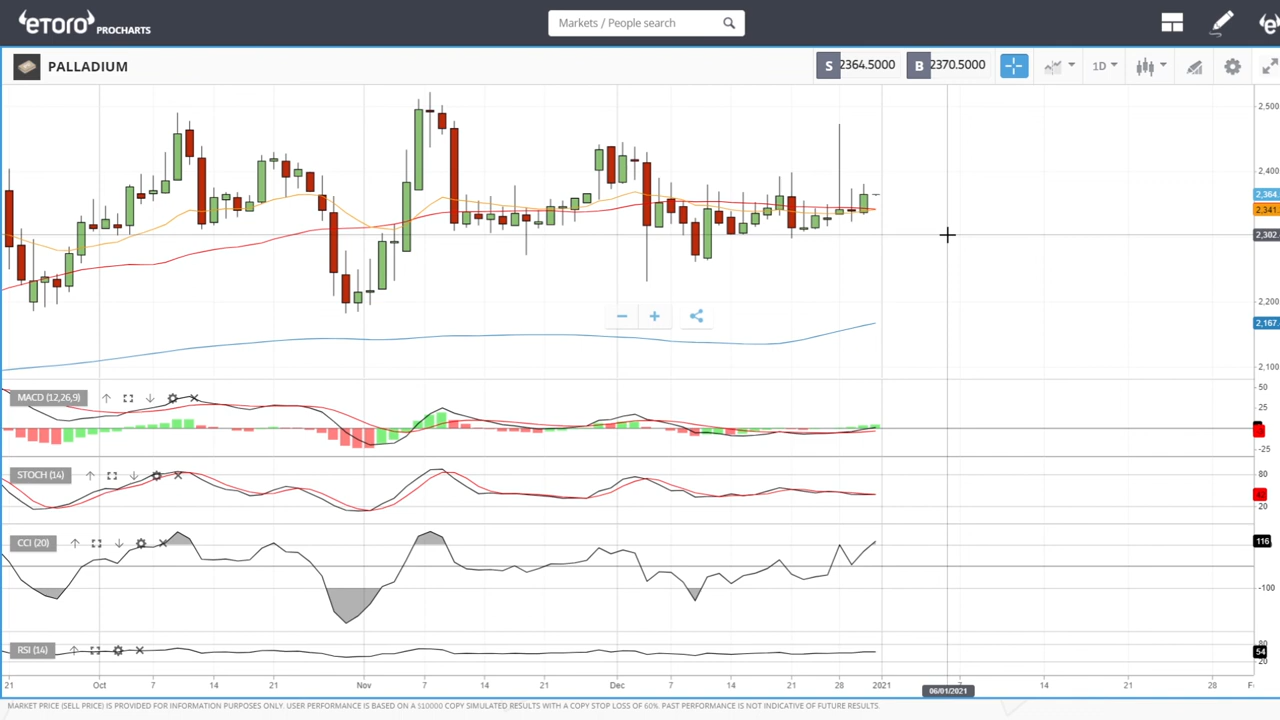 eToro PROCHARTS
Markets / People search
PALLADIUM
S 2364.5000
B 2370.5000
1D
2,500
2,400
2,364.
2,341.
2,302.
2,200
2,167.
2,100
MACD (12,26,9)
50
25
-25
STOCH (14)
80
20
CCI (20)
116
-100
RSI (14)
80
54
20
21 Oct 7 14 21 Nov 7 14 21 Dec 7 14 21 28 2021 7 14 21 28 F
06/01/2021
MARKET PRICE (SELL PRICE) IS PROVIDED FOR INFORMATION PURPOSES ONLY. USER PERFORMANCE IS BASED ON A $10000 COPY SIMULATED RESULTS WITH A COPY STOP LOSS OF 60%. PAST PERFORMANCE IS NOT INDICATIVE OF FUTURE RESULTS.